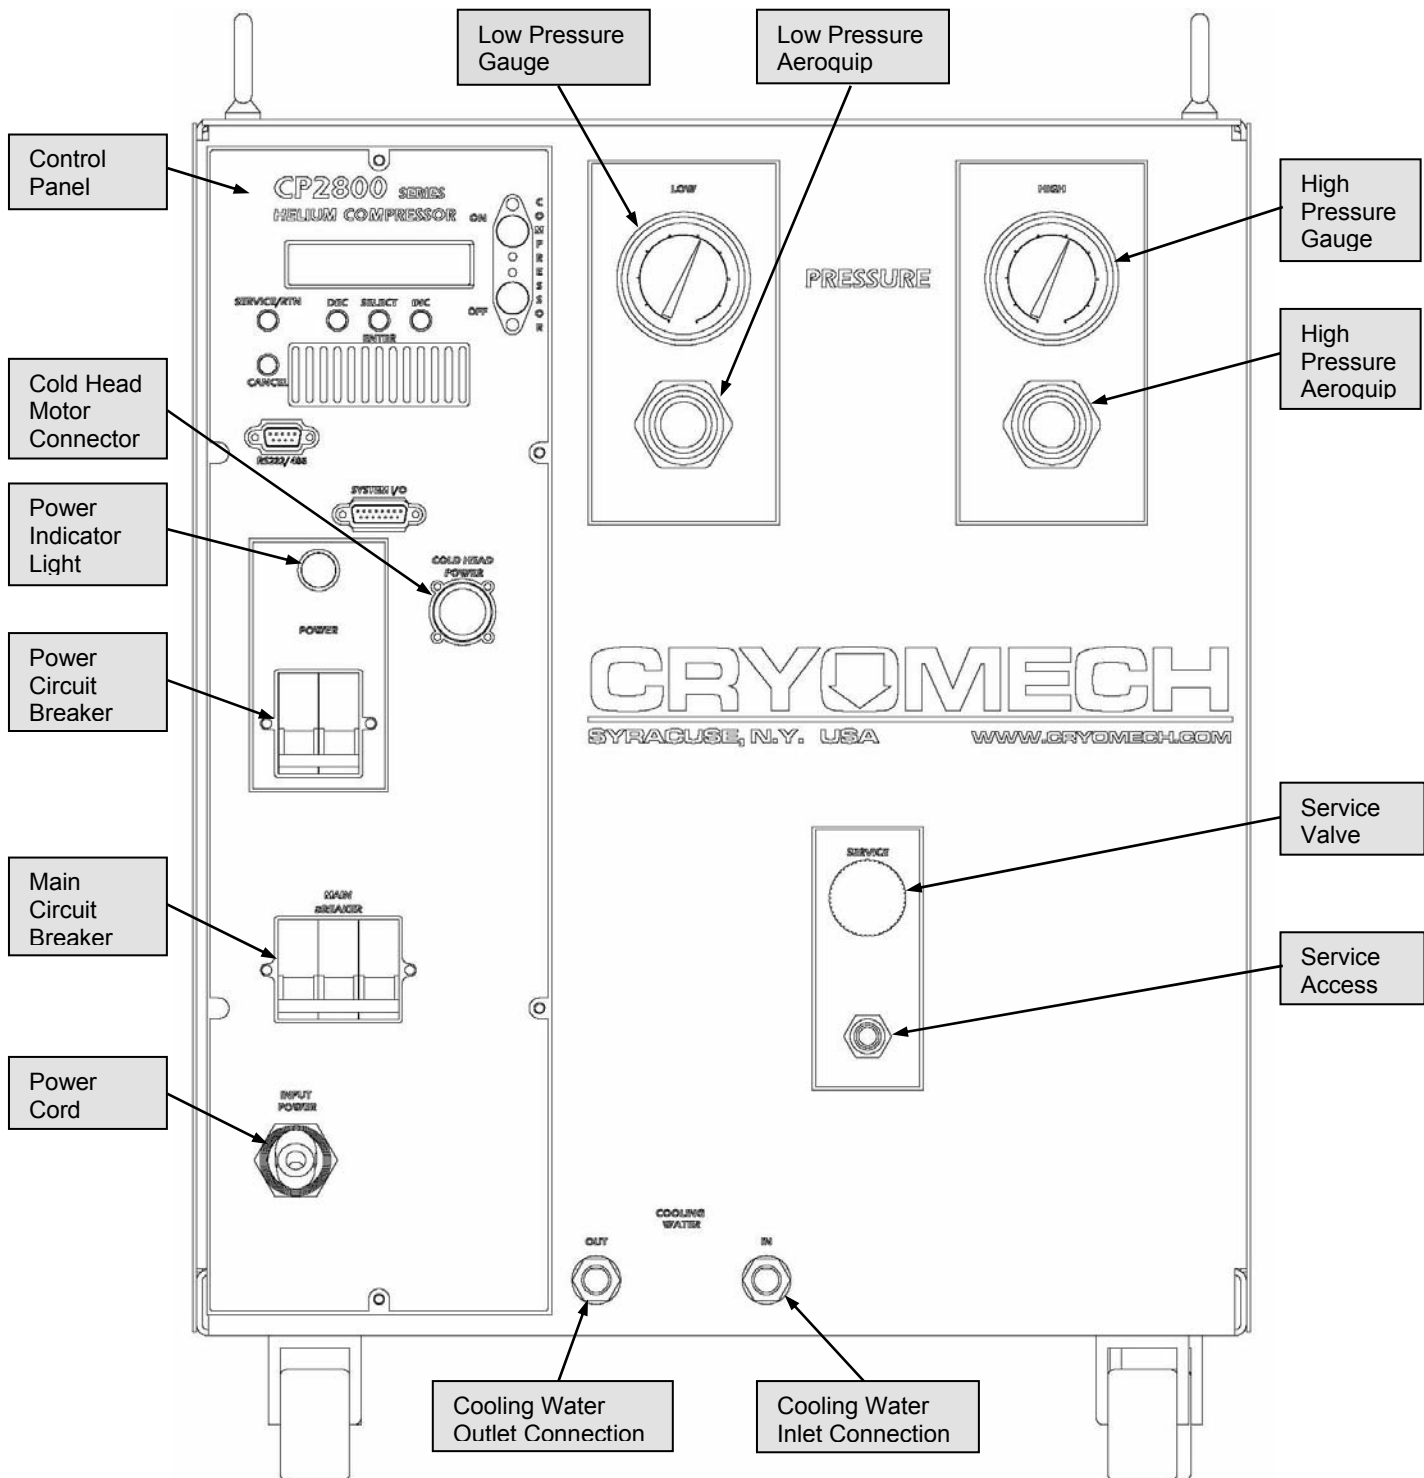 Low Pressure
Gauge
Low Pressure
Aeroquip
Control
Panel
High
Pressure
Gauge
High
Pressure
Aeroquip
Cold Head
Motor
Connector
Power
Indicator
Light
Power
Circuit
Breaker
Main
Circuit
Breaker
Power
Cord
Service
Valve
Service
Access
Cooling Water
Outlet Connection
Cooling Water
Inlet Connection
CP2800 SERIES
HELIUM COMPRESSOR
ON
OFF
COMPRESSOR
SERVICE/RTN
DEC
SELECT
INC
ENTER
CANCEL
RS232/485
SYSTEM I/O
COLD HEAD
POWER
POWER
MAIN
BREAKER
INPUT
POWER
LOW
PRESSURE
HIGH
CRYOMECH
SYRACUSE, N.Y. USA
WWW.CRYOMECH.COM
SERVICE
COOLING
WATER
OUT
IN